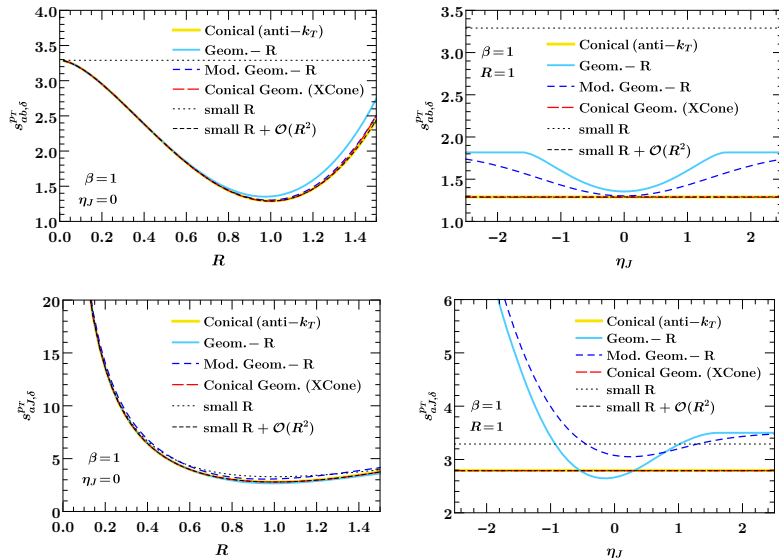 4.0
3.5
3.0
2.5
2.0
1.5
1.0
s^{p_T}_{ab,δ}
Conical (anti−k_T)
Geom.− R
Mod. Geom.− R
Conical Geom. (XCone)
small R
small R + 𝒪(R²)
β=1
η_J=0
0.0 0.2 0.4 0.6 0.8 1.0 1.2 1.4
R
3.5
3.0
2.5
2.0
1.5
1.0
s^{p_T}_{ab,δ}
β=1
R=1
Conical (anti−k_T)
Geom.− R
Mod. Geom.− R
Conical Geom. (XCone)
small R
small R + 𝒪(R²)
−2 −1 0 1 2
η_J
20
15
10
5
0
s^{p_T}_{aJ,δ}
Conical (anti−k_T)
Geom.− R
Mod. Geom.− R
Conical Geom. (XCone)
small R
small R + 𝒪(R²)
β=1
η_J=0
0.0 0.2 0.4 0.6 0.8 1.0 1.2 1.4
R
6
5
4
3
2
s^{p_T}_{aJ,δ}
Conical (anti−k_T)
Geom.− R
Mod. Geom.− R
Conical Geom. (XCone)
small R
small R + 𝒪(R²)
β=1
R=1
−2 −1 0 1 2
η_J